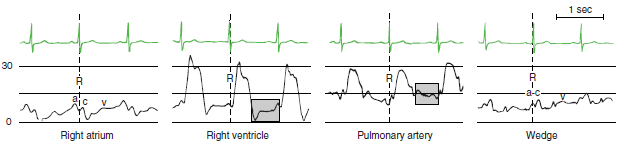 1 sec
30
R
R
R
R
a c v
a-c v
0
Right atrium
Right ventricle
Pulmonary artery
Wedge